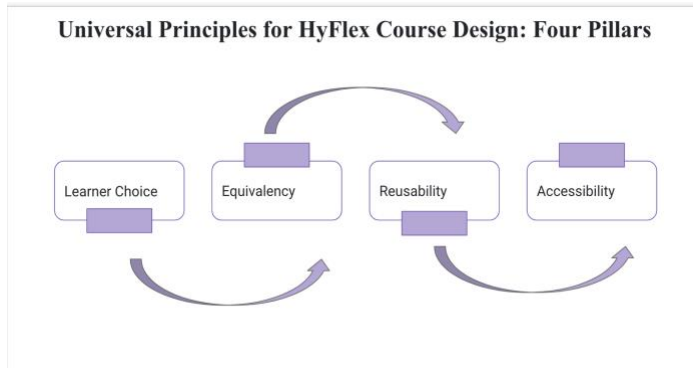 Universal Principles for HyFlex Course Design: Four Pillars
Learner Choice
Equivalency
Reusability
Accessibility